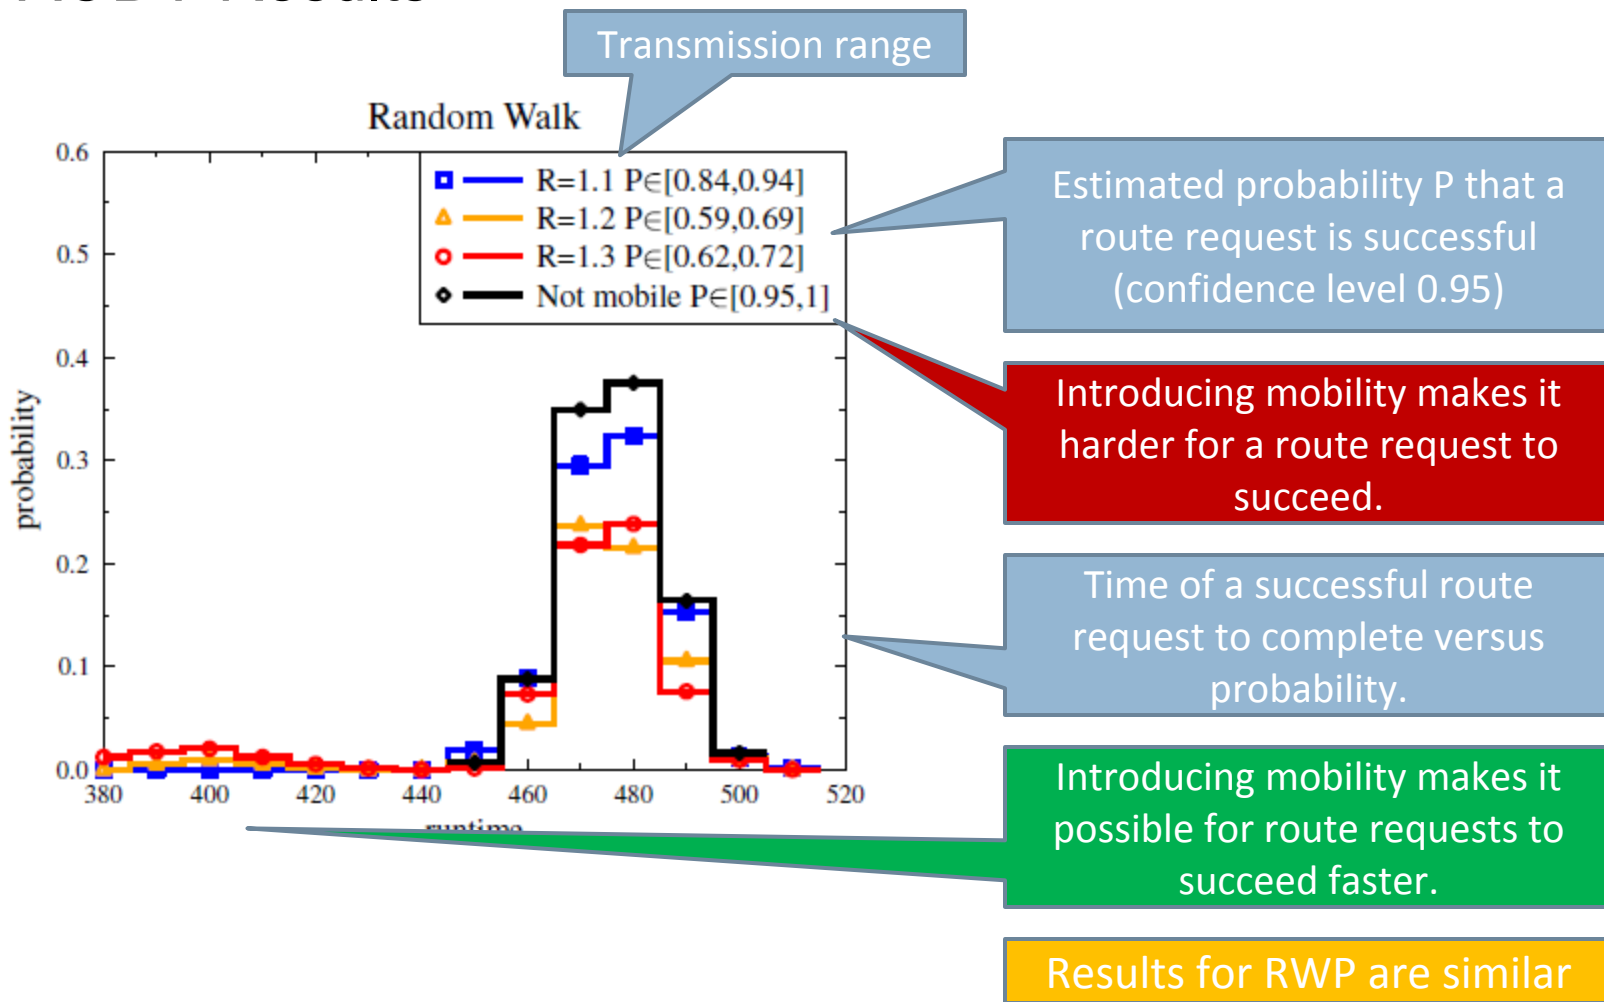 Transmission range
Random Walk
R=1.1 P∈[0.84,0.94]
R=1.2 P∈[0.59,0.69]
R=1.3 P∈[0.62,0.72]
Not mobile P∈[0.95,1]
0.6
0.5
0.4
0.3
0.2
0.1
0.0
probability
380 400 420 440 460 480 500 520
runtime
Estimated probability P that a
route request is successful
(confidence level 0.95)
Introducing mobility makes it
harder for a route request to
succeed.
Time of a successful route
request to complete versus
probability.
Introducing mobility makes it
possible for route requests to
succeed faster.
Results for RWP are similar